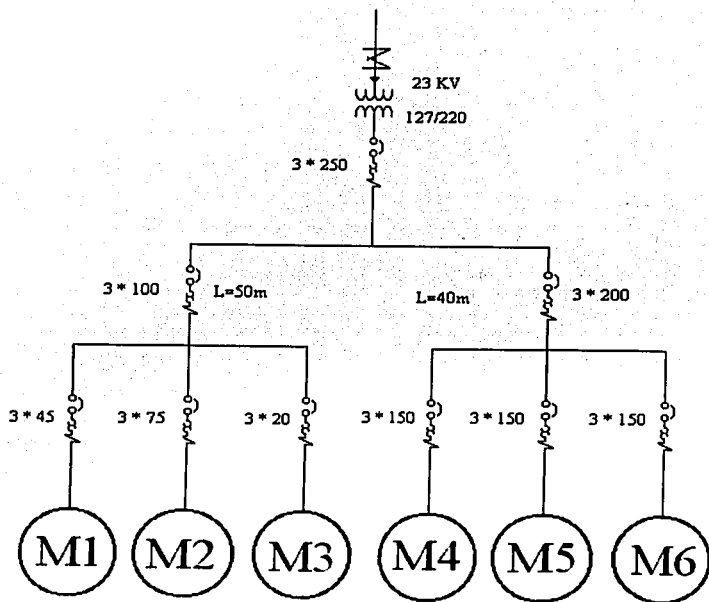 23 KV
127/220
3 * 250
3 * 100
L=50m
L=40m
3 * 200
3 * 45
3 * 75
3 * 20
3 * 150
3 * 150
3 * 150
M1
M2
M3
M4
M5
M6